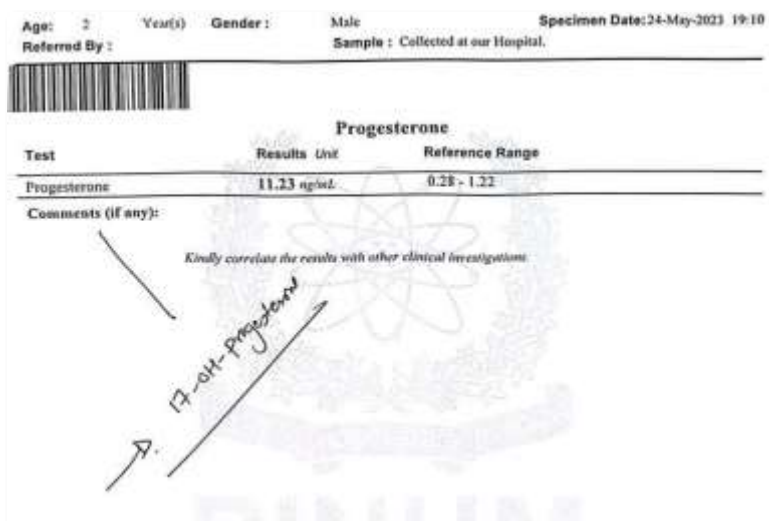 Age: 2 Year(s) Gender : Male Specimen Date: 24-May-2023 19:10
Referred By : Sample : Collected at our Hospital.
Progesterone
Test Results Unit Reference Range
Progesterone 11.23 ng/mL 0.28 - 1.22
Comments (if any):
Kindly correlate the results with other clinical investigations
17-OH-Progesterone